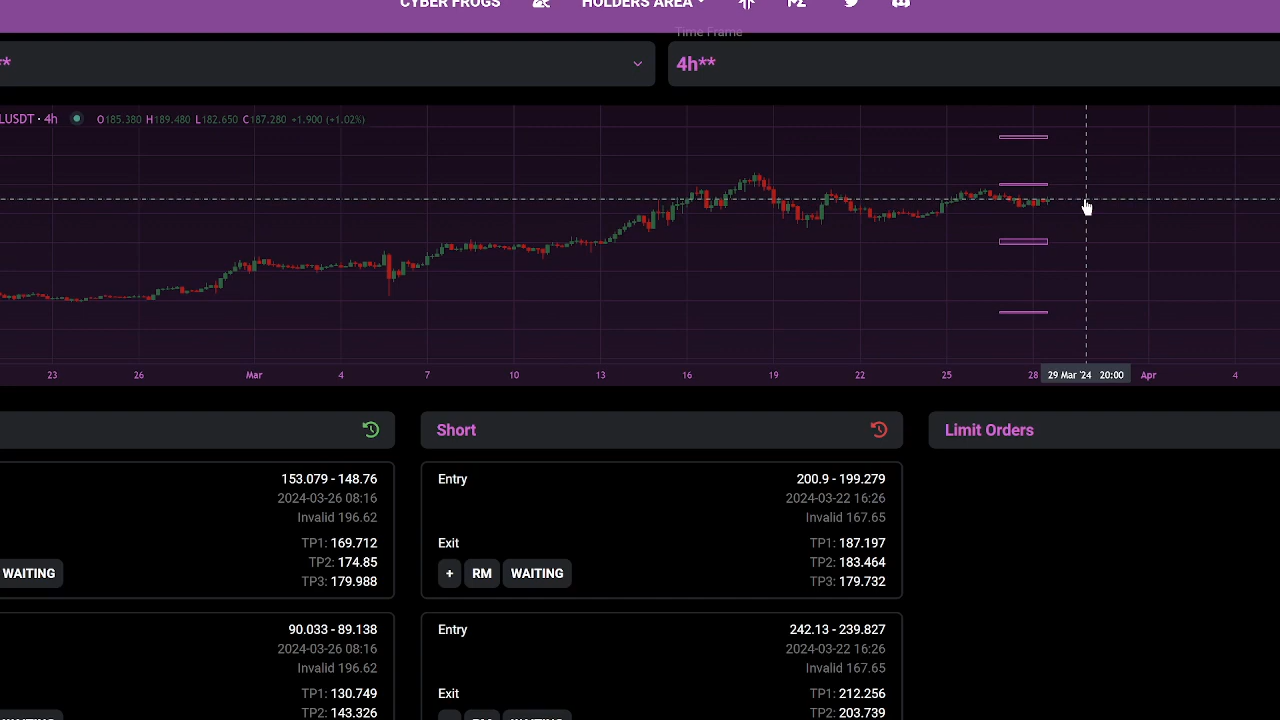 CYBER FROGS HOLDERS AREA
Time Frame
** 4h**
LUSDT · 4h O185.380 H189.480 L182.650 C187.280 +1.900 (+1.02%)
23 26 Mar 4 7 10 13 16 19 22 25 28 29 Mar '24 20:00 Apr 4
Short
Limit Orders
153.079 - 148.76
2024-03-26 08:16
Invalid 196.62
TP1: 169.712
TP2: 174.85
WAITING
TP3: 179.988
Entry 200.9 - 199.279
2024-03-22 16:26
Invalid 167.65
Exit TP1: 187.197
TP2: 183.464
+ RM WAITING
TP3: 179.732
90.033 - 89.138
2024-03-26 08:16
Invalid 196.62
TP1: 130.749
TP2: 143.326
Entry 242.13 - 239.827
2024-03-22 16:26
Invalid 167.65
Exit TP1: 212.256
TP2: 203.739